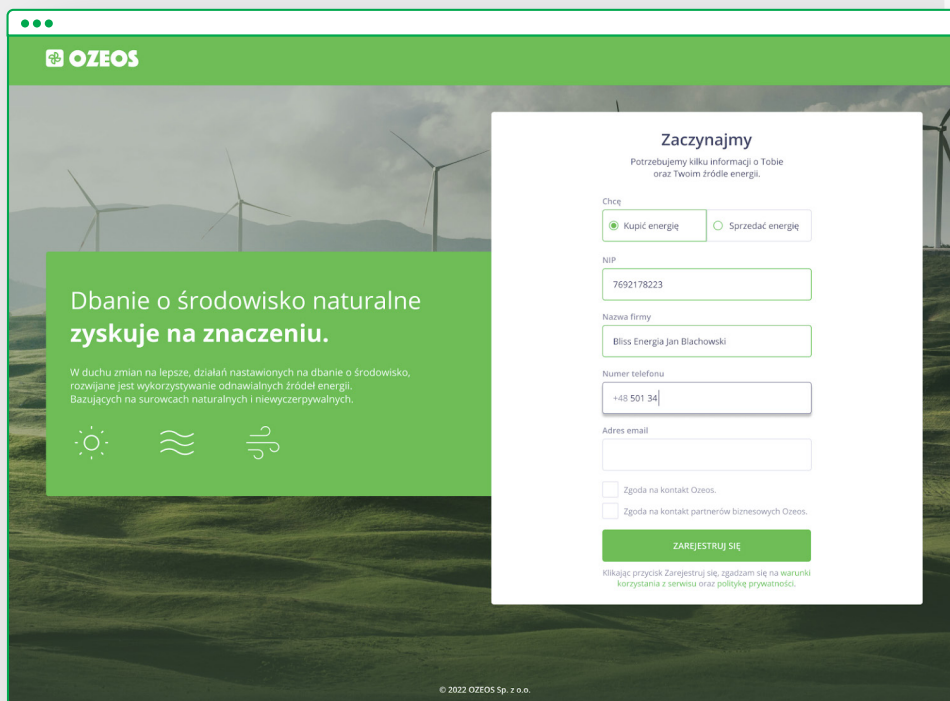 OZEOS
Dbanie o środowisko naturalne
zyskuje na znaczeniu.
W duchu zmian na lepsze, działań nastawionych na dbanie o środowisko,
rozwijane jest wykorzystywanie odnawialnych źródeł energii.
Bazujących na surowcach naturalnych i niewyczerpywalnych.
Zaczynajmy
Potrzebujemy kilku informacji o Tobie
oraz Twoim źródle energii.
Chcę
Kupić energię
Sprzedać energię
NIP
7692178223
Nazwa firmy
Bliss Energia Jan Blachowski
Numer telefonu
+48 501 34
Adres email
Zgoda na kontakt Ozeos.
Zgoda na kontakt partnerów biznesowych Ozeos.
ZAREJESTRUJ SIĘ
Klikając przycisk Zarejestruj się, zgadzam się na warunki
korzystania z serwisu oraz politykę prywatności.
© 2022 OZEOS Sp. z o.o.